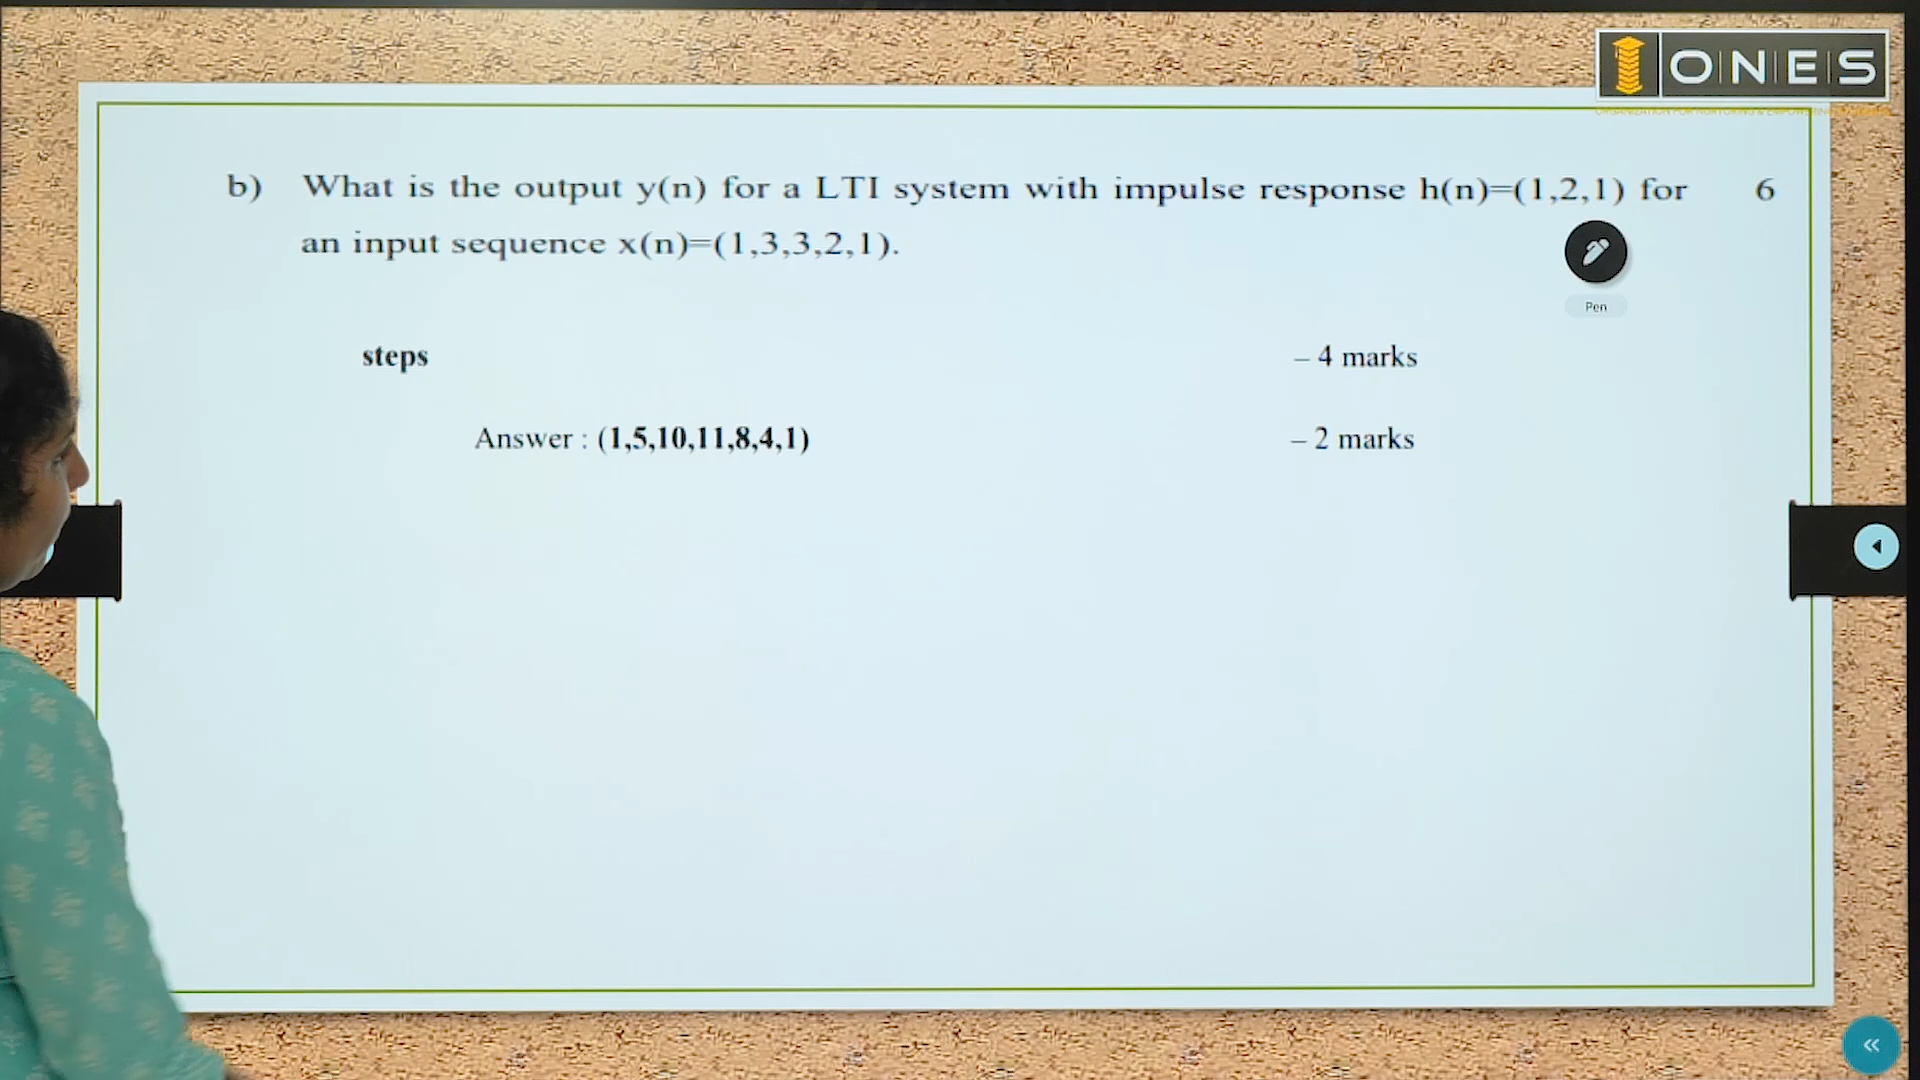 ONES
b) What is the output y(n) for a LTI system with impulse response h(n)=(1,2,1) for 6
an input sequence x(n)=(1,3,3,2,1).
Pen
steps – 4 marks
Answer : (1,5,10,11,8,4,1) – 2 marks